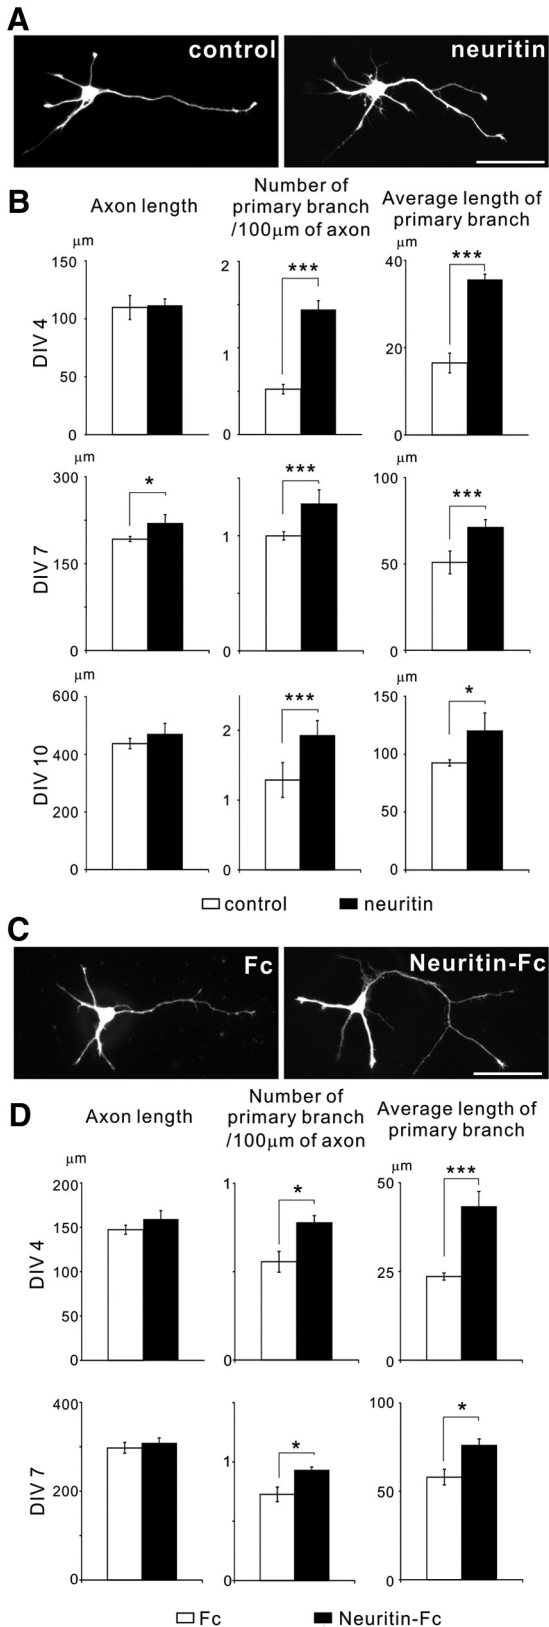 A
control
neuritin
B
Axon length
Number of
primary branch
/100μm of axon
Average length of
primary branch
DIV 4
μm
150
100
50
0
2
1
0
***
μm
40
20
0
***
DIV 7
μm
300
150
0
*
1
0
***
μm
100
50
0
***
DIV 10
μm
600
400
200
0
2
1
0
***
μm
150
100
50
0
*
control neuritin
C
Fc
Neuritin-Fc
D
Axon length
Number of
primary branch
/100μm of axon
Average length of
primary branch
DIV 4
μm
200
150
100
50
0
1
0
*
μm
50
25
0
***
DIV 7
400
200
0
1
0
*
100
50
0
*
Fc Neuritin-Fc